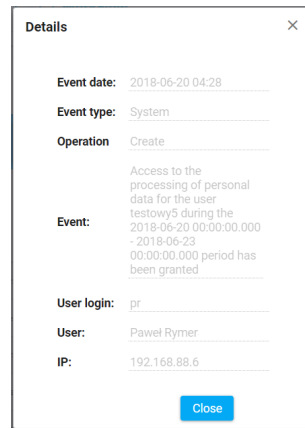 Details ×
Event date: 2018-06-20 04:28
Event type: System
Operation Create
Event: Access to the
processing of personal
data for the user
testowy5 during the
2018-06-20 00:00:00.000
- 2018-06-23
00:00:00.000 period has
been granted
User login: pr
User: Paweł Rymer
IP: 192.168.88.6
Close